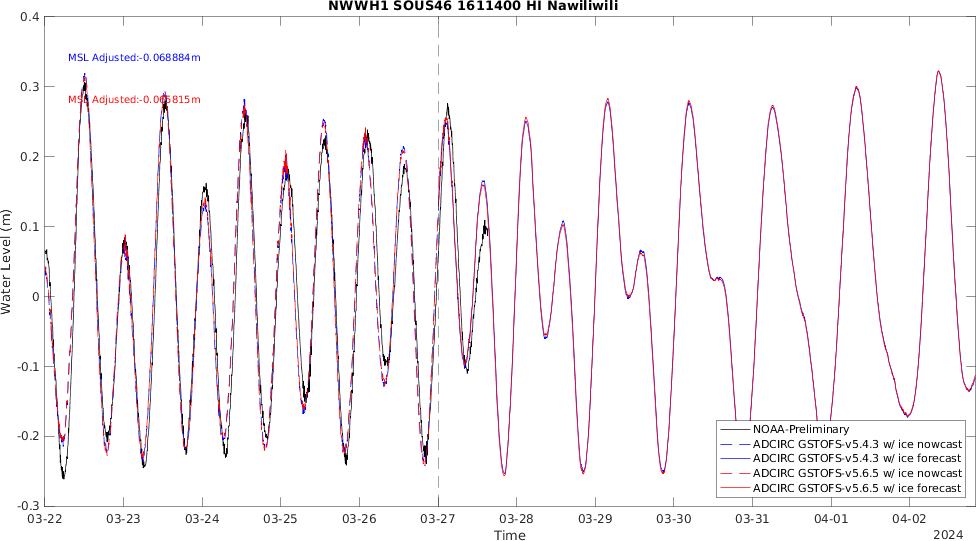 NWWH1 SOUS46 1611400 HI Nawiliwili
0.4
MSL Adjusted:-0.068884m
0.3
MSL Adjusted:-0.065815m
0.2
0.1
Water Level (m)
0
-0.1
-0.2
-0.3
NOAA-Preliminary
ADCIRC GSTOFS-v5.4.3 w/ ice nowcast
ADCIRC GSTOFS-v5.4.3 w/ ice forecast
ADCIRC GSTOFS-v5.6.5 w/ ice nowcast
ADCIRC GSTOFS-v5.6.5 w/ ice forecast
03-22 03-23 03-24 03-25 03-26 03-27 03-28 03-29 03-30 03-31 04-01 04-02
Time
2024